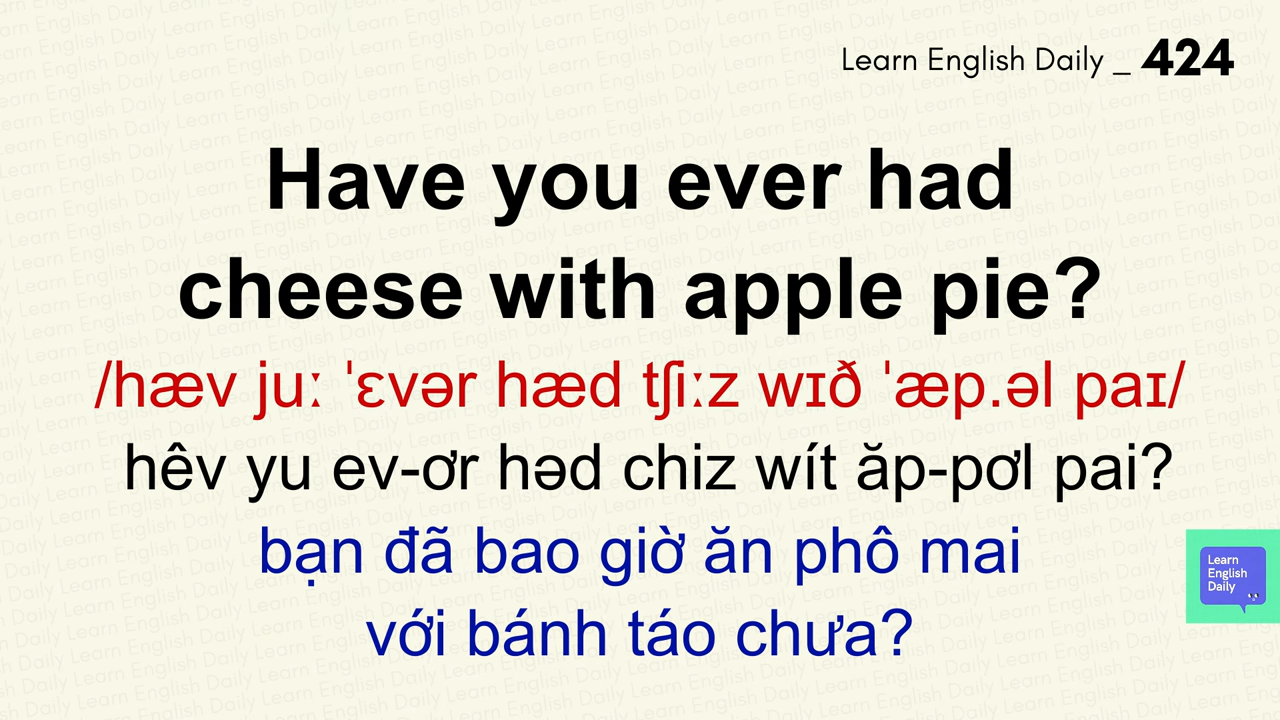 Learn English Daily _ 424
Have you ever had
cheese with apple pie?
/hæv juː ˈɛvər hæd tʃiːz wɪð ˈæp.əl paɪ/
hêv yu ev-ơr həd chiz wít ăp-pơl pai?
bạn đã bao giờ ăn phô mai
với bánh táo chưa?
Learn
English
Daily